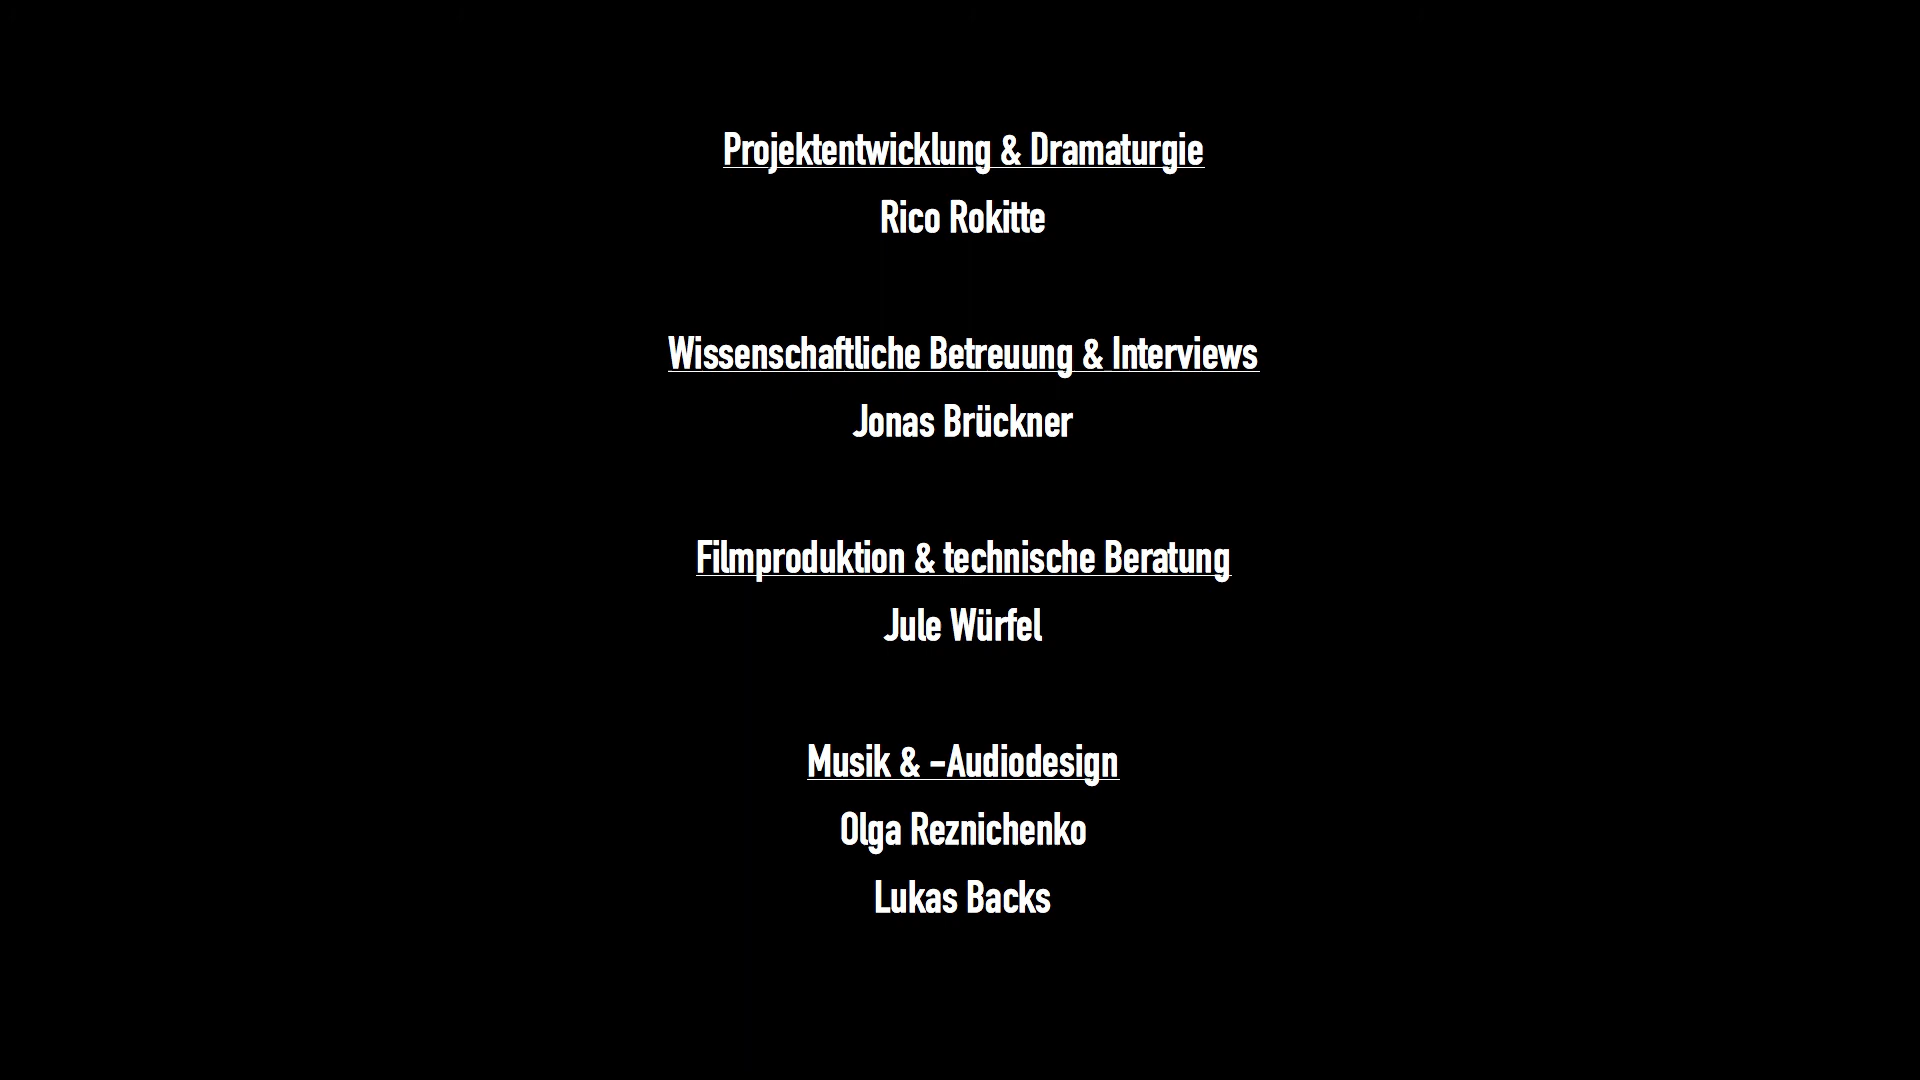 Projektentwicklung & Dramaturgie
Rico Rokitte
Wissenschaftliche Betreuung & Interviews
Jonas Brückner
Filmproduktion & technische Beratung
Jule Würfel
Musik & -Audiodesign
Olga Reznichenko
Lukas Backs